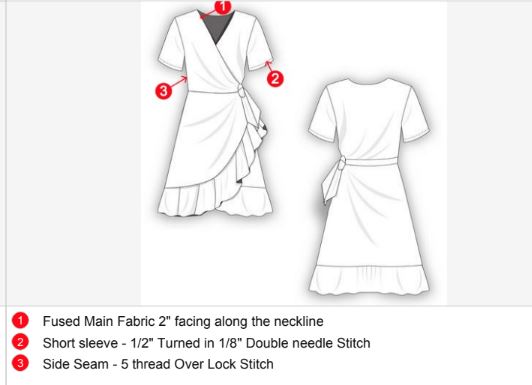 1
2
3
1 Fused Main Fabric 2" facing along the neckline
2 Short sleeve - 1/2" Turned in 1/8" Double needle Stitch
3 Side Seam - 5 thread Over Lock Stitch